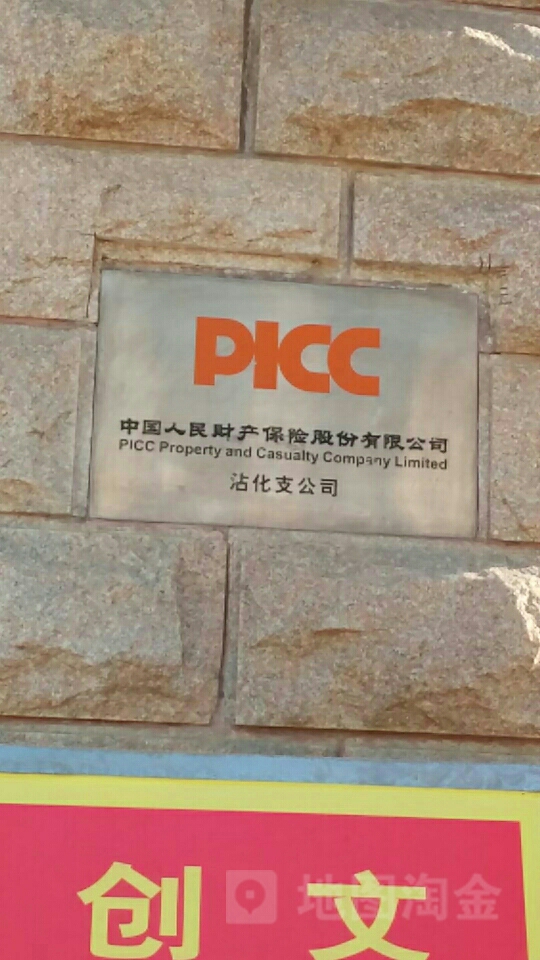 PICC
中国人民财产保险股份有限公司
PICC Property and Casualty Company Limited
沾化支公司
创 文
地图淘金